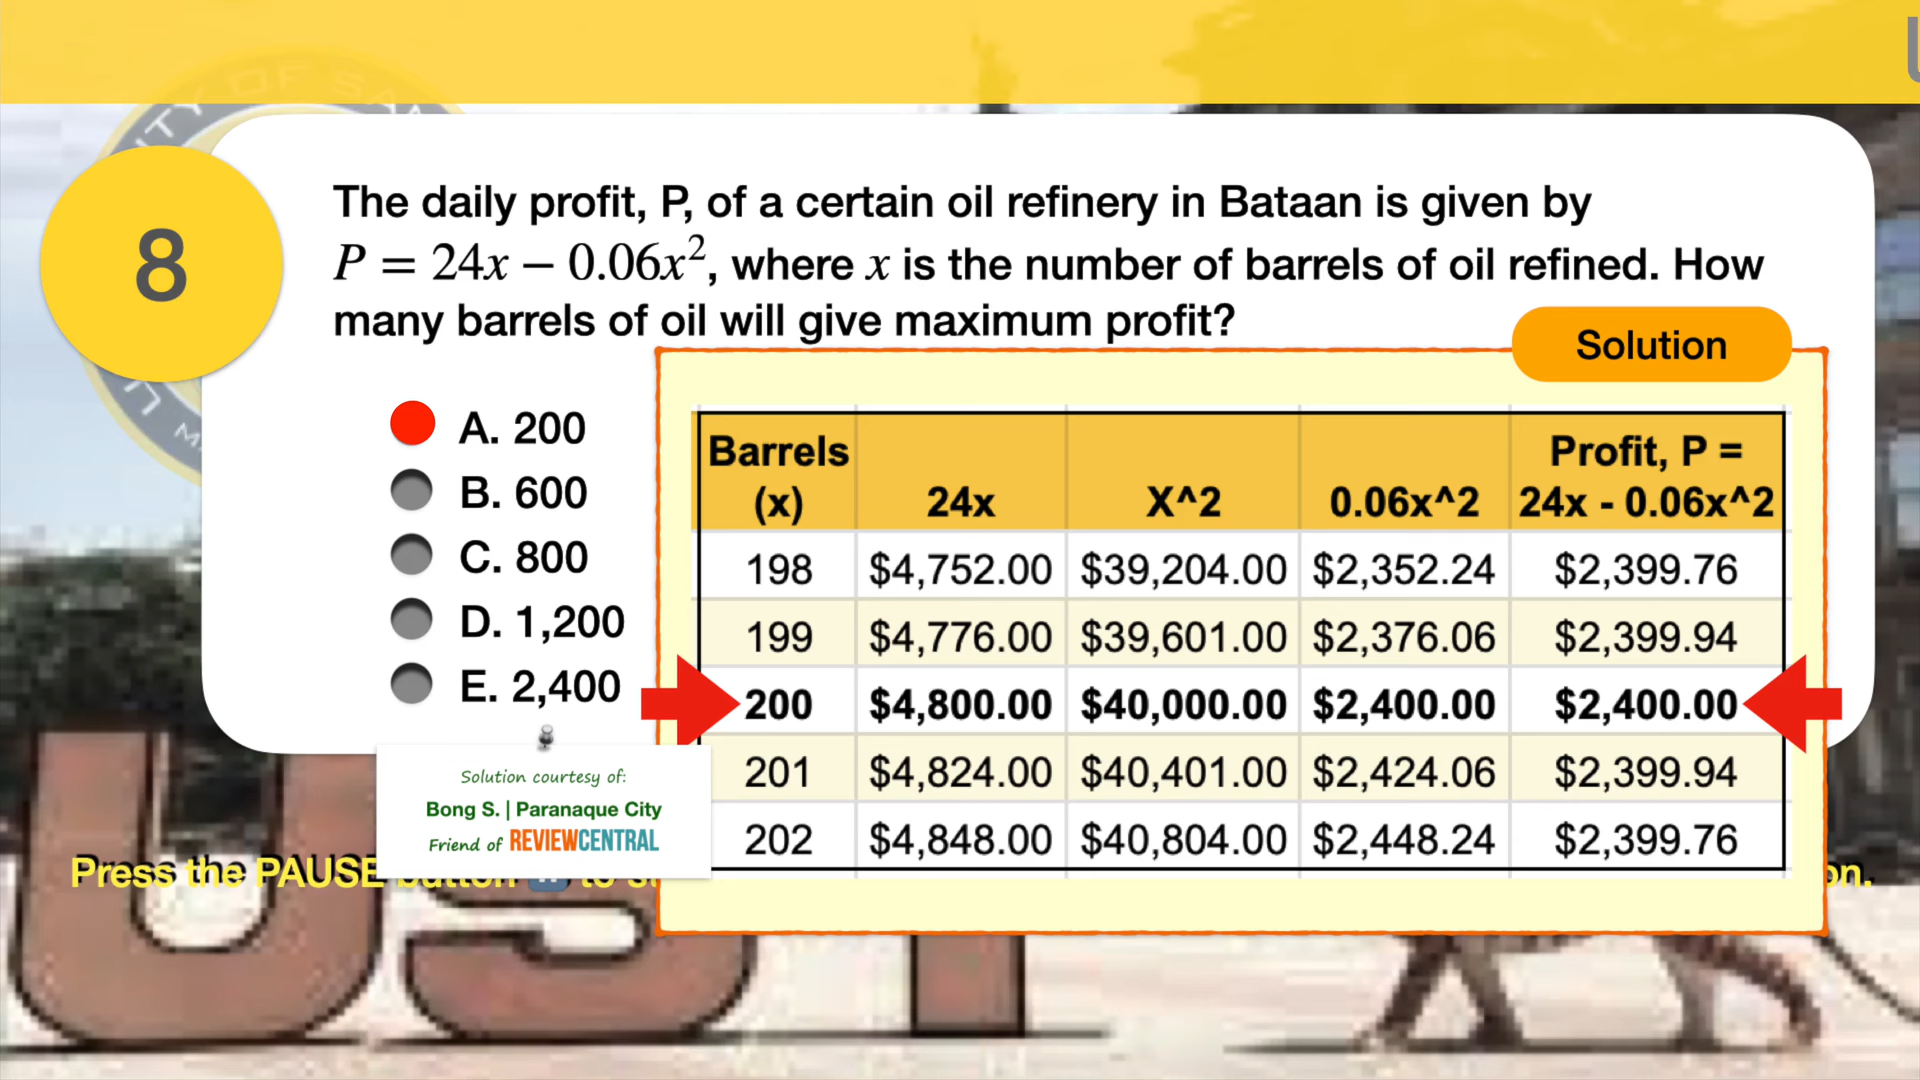 8
The daily profit, P, of a certain oil refinery in Bataan is given by
P = 24x − 0.06x², where x is the number of barrels of oil refined. How
many barrels of oil will give maximum profit?
Solution
A. 200
B. 600
C. 800
D. 1,200
E. 2,400
Barrels (x) 24x X^2 0.06x^2 Profit, P = 24x - 0.06x^2
198 $4,752.00 $39,204.00 $2,352.24 $2,399.76
199 $4,776.00 $39,601.00 $2,376.06 $2,399.94
200 $4,800.00 $40,000.00 $2,400.00 $2,400.00
201 $4,824.00 $40,401.00 $2,424.06 $2,399.94
202 $4,848.00 $40,804.00 $2,448.24 $2,399.76
Solution courtesy of:
Bong S. | Paranaque City
Friend of REVIEWCENTRAL
Press the PAUSE
UST